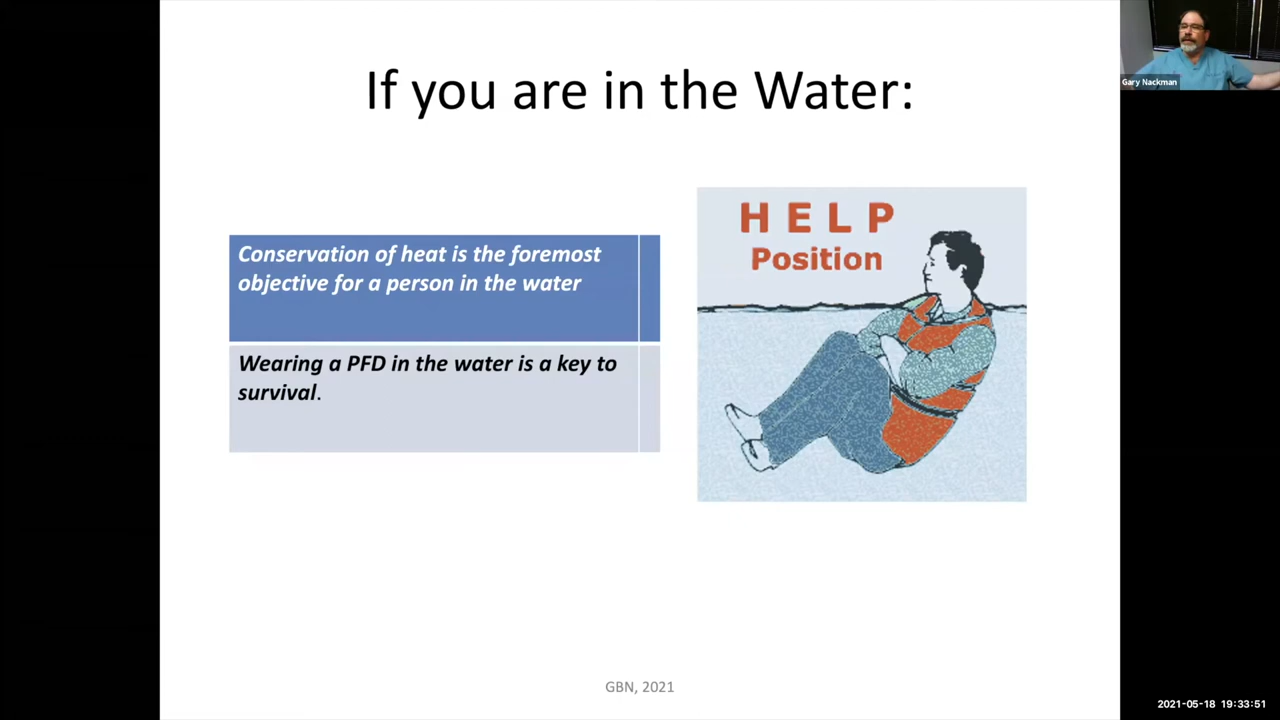 If you are in the Water:
Conservation of heat is the foremost
objective for a person in the water
Wearing a PFD in the water is a key to
survival.
HELP
Position
GBN, 2021
Gary Nackman
2021-05-18 19:33:51